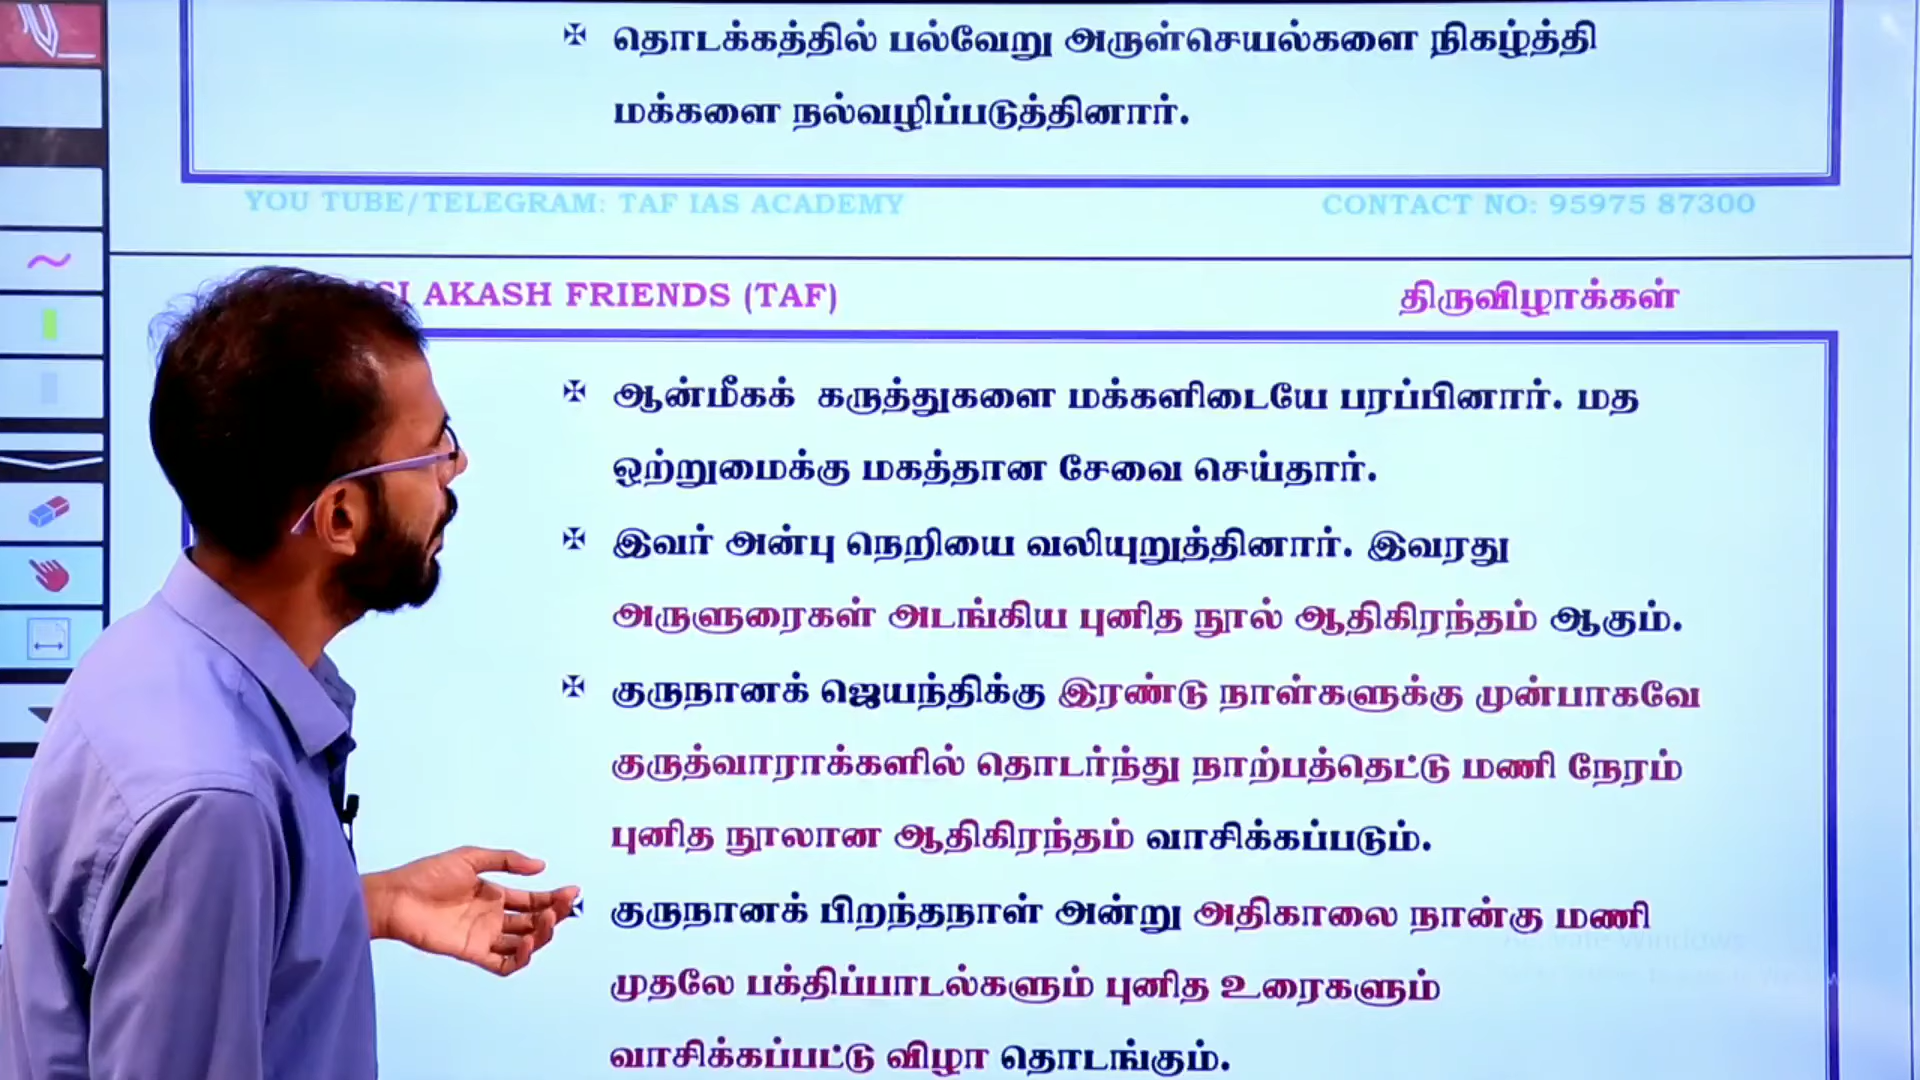 ✠ தொடக்கத்தில் பல்வேறு அருள்செயல்களை நிகழ்த்தி
மக்களை நல்வழிப்படுத்தினார்.
YOU TUBE/TELEGRAM: TAF IAS ACADEMY CONTACT NO: 95975 87300
AKASH FRIENDS (TAF) திருவிழாக்கள்
✠ ஆன்மீகக் கருத்துகளை மக்களிடையே பரப்பினார். மத
ஒற்றுமைக்கு மகத்தான சேவை செய்தார்.
✠ இவர் அன்பு நெறியை வலியுறுத்தினார். இவரது
அருளுரைகள் அடங்கிய புனித நூல் ஆதிகிரந்தம் ஆகும்.
✠ குருநானக் ஜெயந்திக்கு இரண்டு நாள்களுக்கு முன்பாகவே
குருத்வாராக்களில் தொடர்ந்து நாற்பத்தெட்டு மணி நேரம்
புனித நூலான ஆதிகிரந்தம் வாசிக்கப்படும்.
✠ குருநானக் பிறந்தநாள் அன்று அதிகாலை நான்கு மணி
முதலே பக்திப்பாடல்களும் புனித உரைகளும்
வாசிக்கப்பட்டு விழா தொடங்கும்.